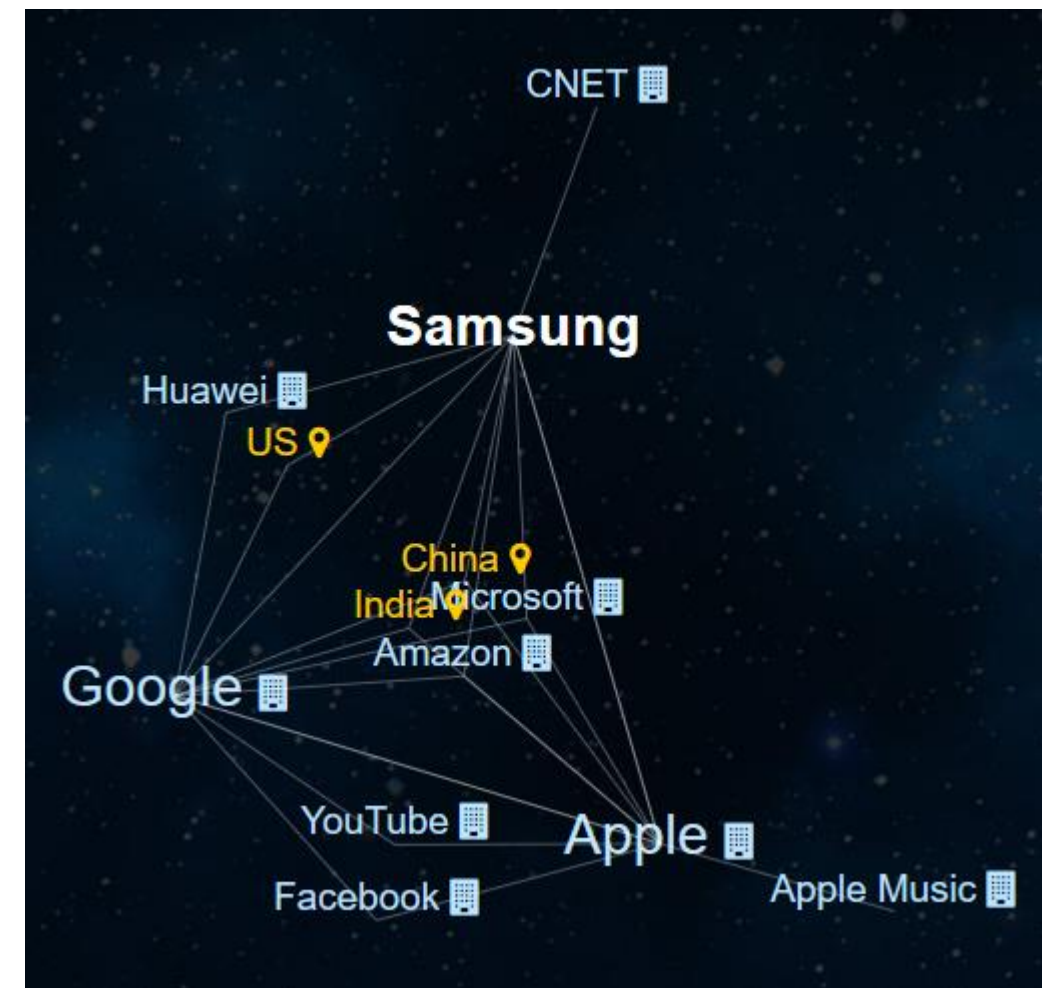 CNET
Samsung
Huawei
US
China
Microsoft
India
Amazon
Google
YouTube
Apple
Apple Music
Facebook